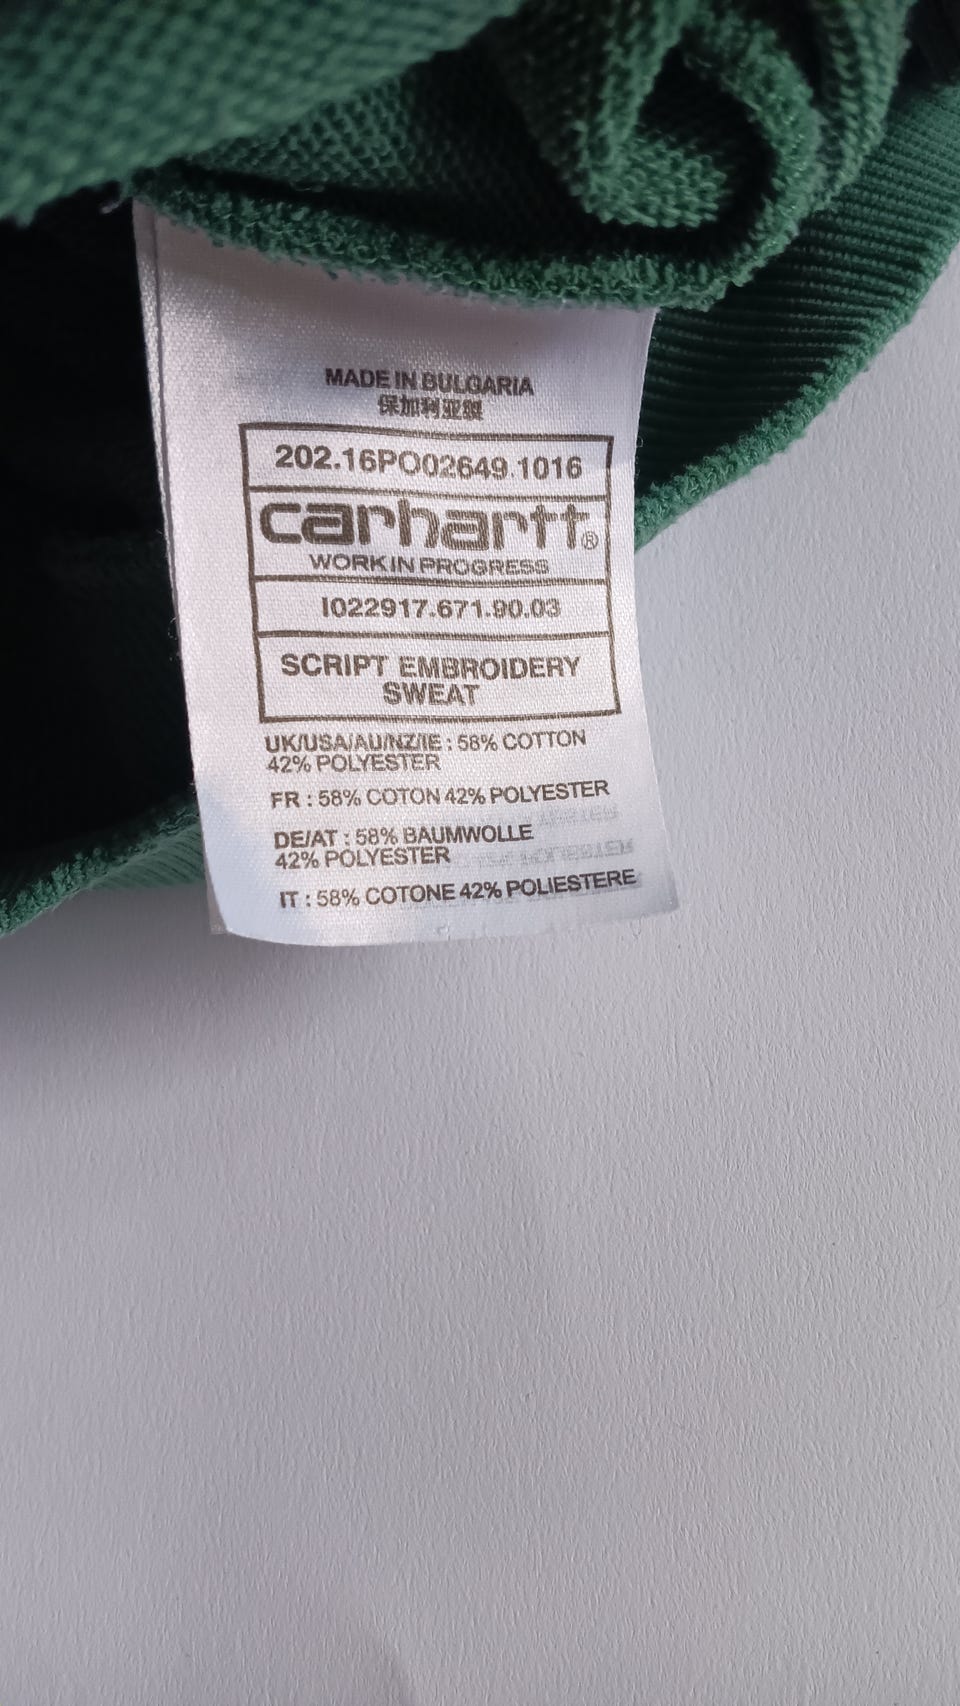 MADE IN BULGARIA
保加利亚製
202.16PO02649.1016
carhartt®
WORK IN PROGRESS
I022917.671.90.03
SCRIPT EMBROIDERY
SWEAT
UK/USA/AU/NZ/IE : 58% COTTON
42% POLYESTER
FR : 58% COTON 42% POLYESTER
DE/AT : 58% BAUMWOLLE
42% POLYESTER
IT : 58% COTONE 42% POLIESTERE